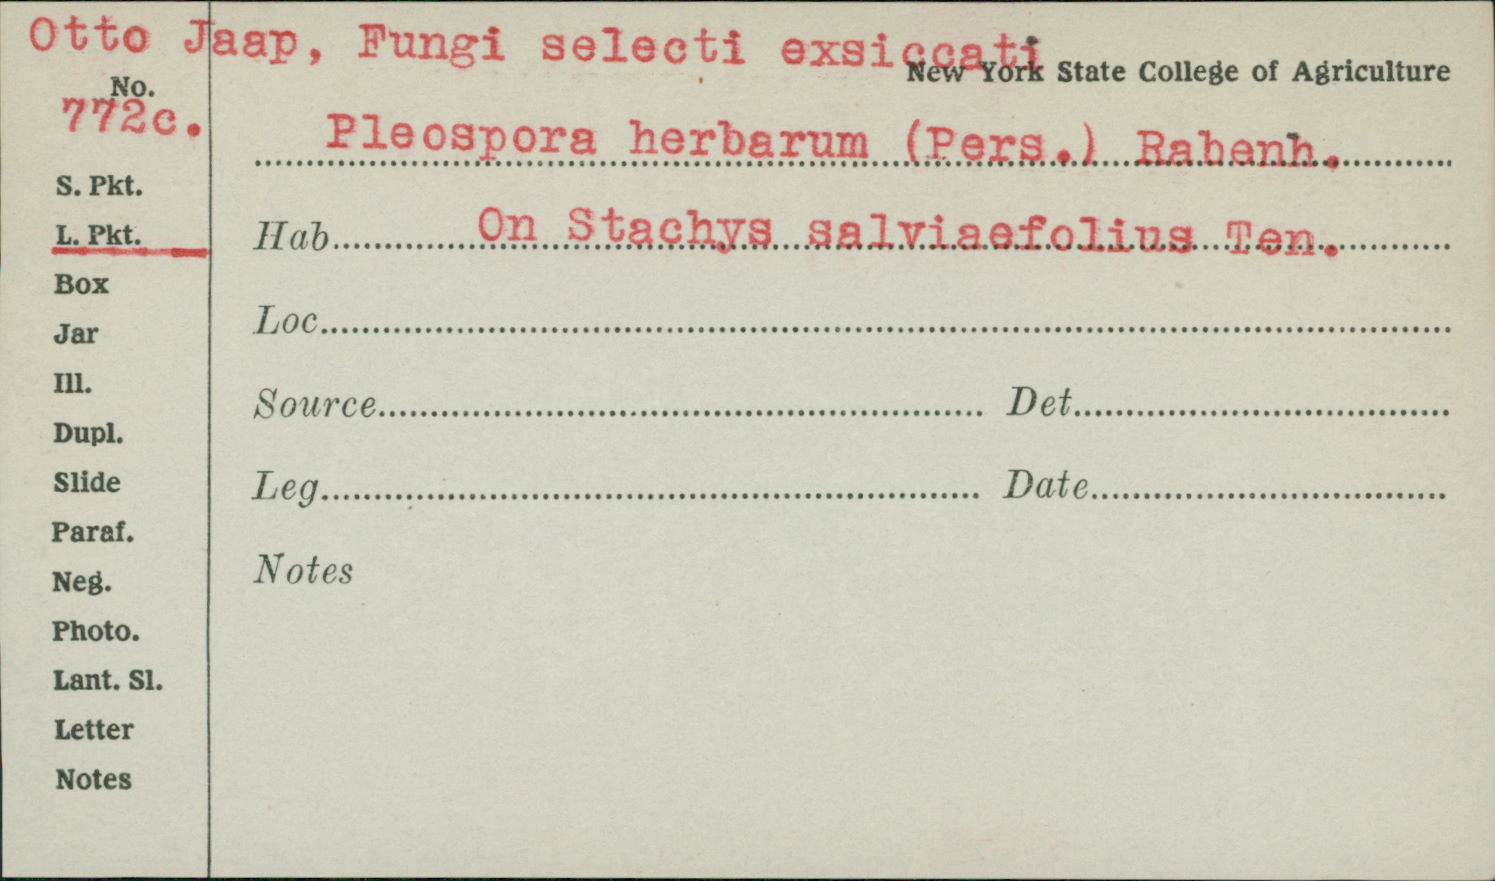 Otto Jaap, Fungi selecti exsiccati
New York State College of Agriculture
No.
772c.
Pleospora herbarum (Pers.) Rabenh.
S. Pkt.
L. Pkt.
Hab. On Stachys salviaefolius Ten.
Box
Loc.
Jar
Ill.
Source
Det.
Dupl.
Slide
Leg.
Date
Paraf.
Notes
Neg.
Photo.
Lant. Sl.
Letter
Notes